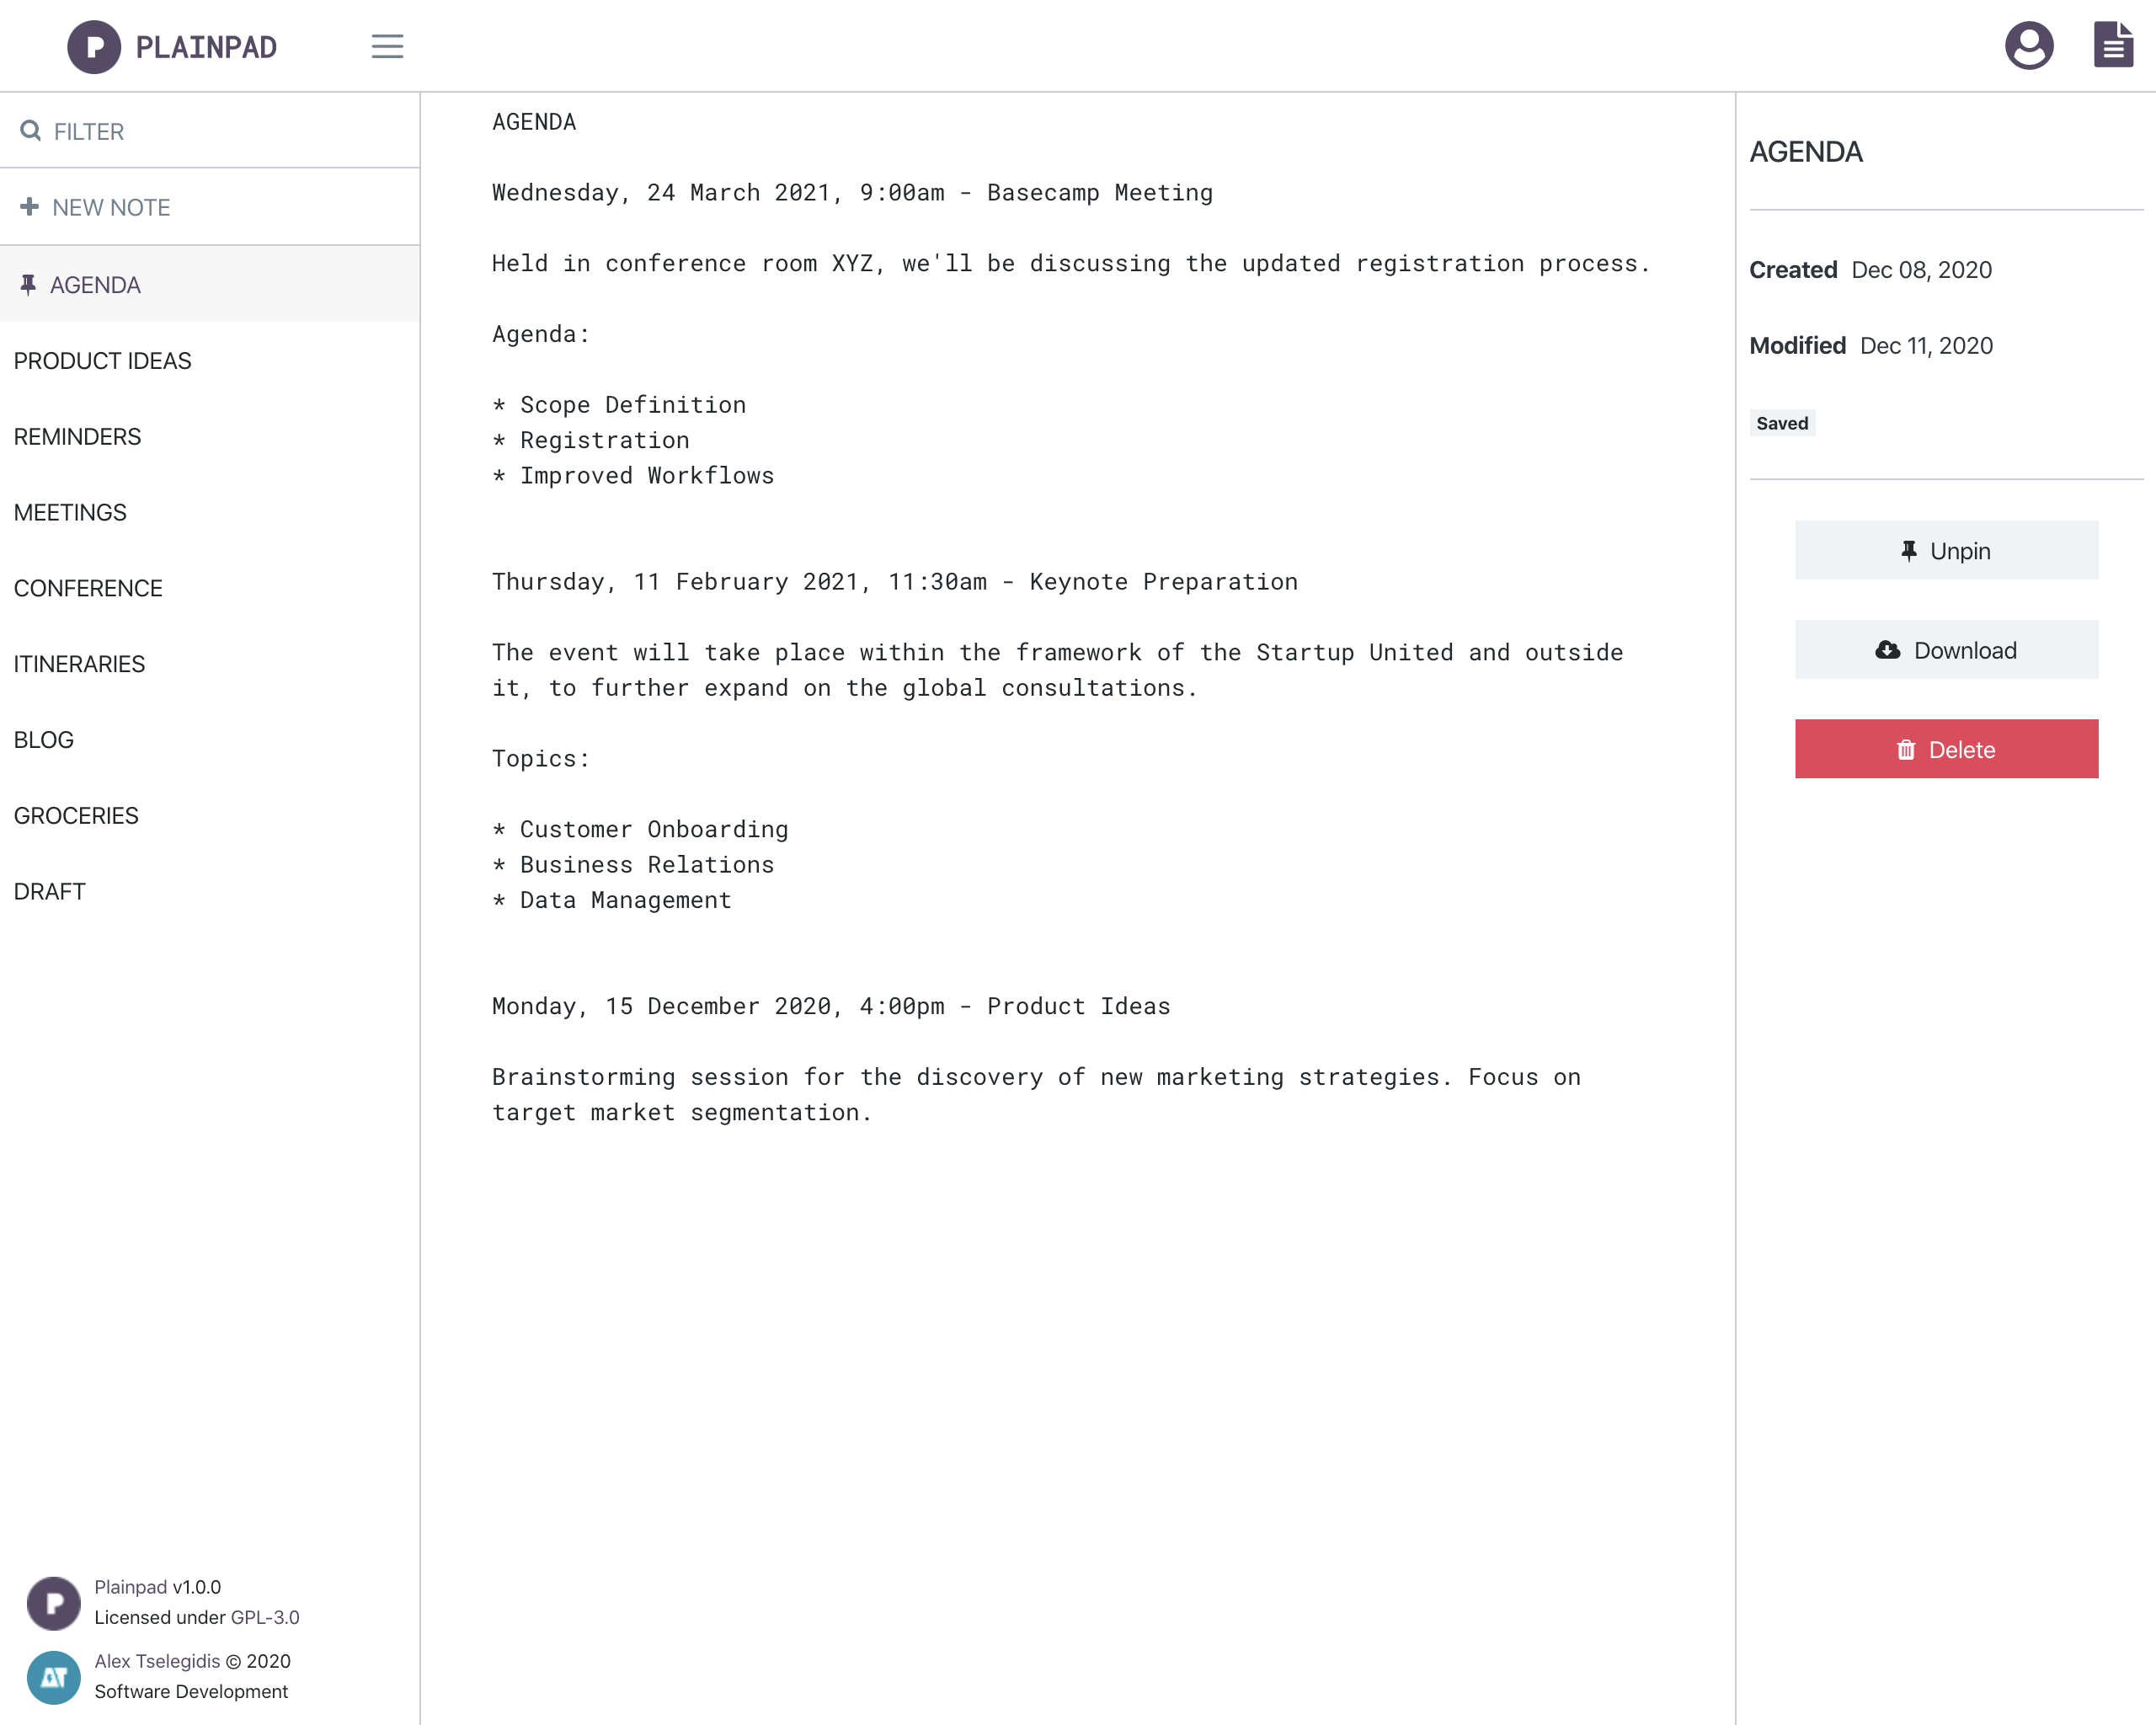 PLAINPAD
FILTER
NEW NOTE
AGENDA
PRODUCT IDEAS
REMINDERS
MEETINGS
CONFERENCE
ITINERARIES
BLOG
GROCERIES
DRAFT
Plainpad v1.0.0
Licensed under GPL-3.0
Alex Tselegidis © 2020
Software Development
AGENDA
Wednesday, 24 March 2021, 9:00am - Basecamp Meeting
Held in conference room XYZ, we'll be discussing the updated registration process.
Agenda:
* Scope Definition
* Registration
* Improved Workflows
Thursday, 11 February 2021, 11:30am - Keynote Preparation
The event will take place within the framework of the Startup United and outside
it, to further expand on the global consultations.
Topics:
* Customer Onboarding
* Business Relations
* Data Management
Monday, 15 December 2020, 4:00pm - Product Ideas
Brainstorming session for the discovery of new marketing strategies. Focus on
target market segmentation.
AGENDA
Created Dec 08, 2020
Modified Dec 11, 2020
Saved
Unpin
Download
Delete